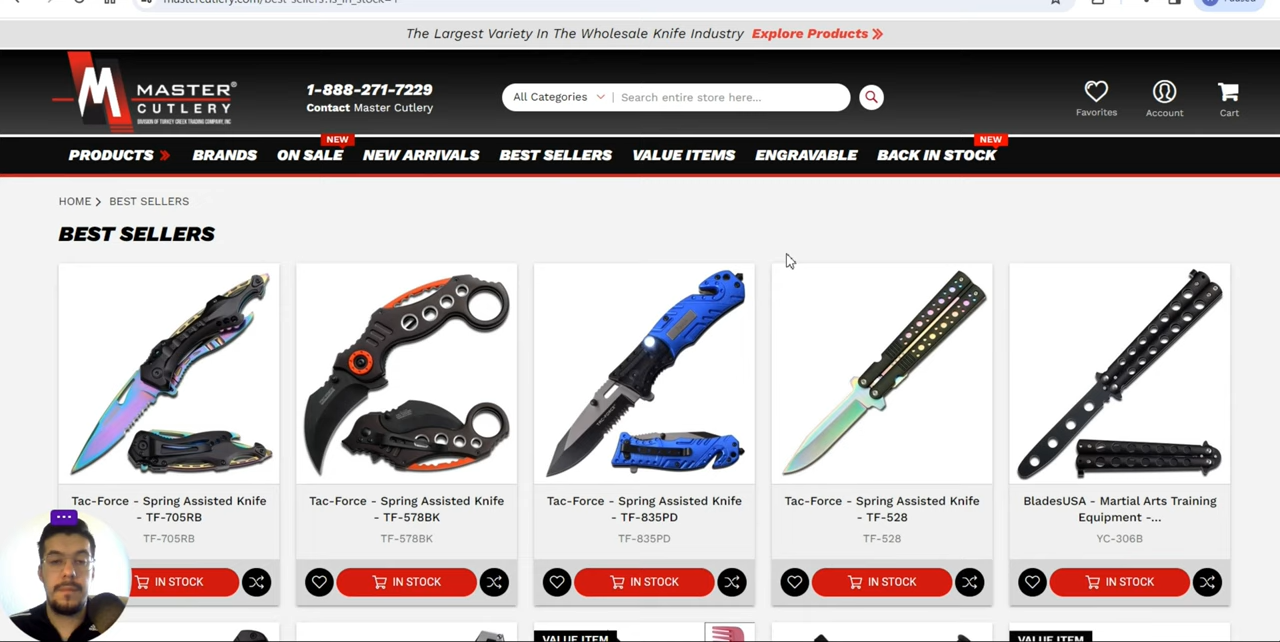 mastercutlery.com/best-sellers?is_in_stock=1
Paused
The Largest Variety In The Wholesale Knife Industry Explore Products
MASTER CUTLERY®
DIVISION OF TURKEY CREEK TRADING COMPANY, INC
1-888-271-7229
Contact Master Cutlery
All Categories
Search entire store here...
Favorites
Account
Cart
NEW
NEW
PRODUCTS BRANDS ON SALE NEW ARRIVALS BEST SELLERS VALUE ITEMS ENGRAVABLE BACK IN STOCK
HOME BEST SELLERS
BEST SELLERS
Tac-Force - Spring Assisted Knife
- TF-705RB
TF-705RB
IN STOCK
Tac-Force - Spring Assisted Knife
- TF-578BK
TF-578BK
IN STOCK
Tac-Force - Spring Assisted Knife
- TF-835PD
TF-835PD
IN STOCK
Tac-Force - Spring Assisted Knife
- TF-528
TF-528
IN STOCK
BladesUSA - Martial Arts Training
Equipment -...
YC-306B
IN STOCK
VALUE ITEM
VALUE ITEM